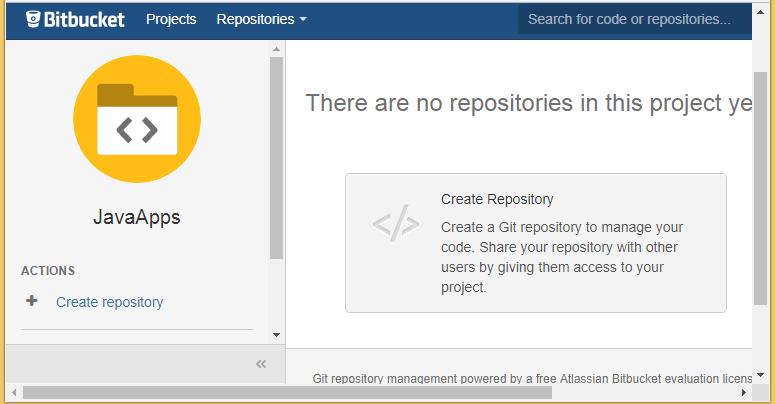 Bitbucket Projects Repositories Search for code or repositories...
There are no repositories in this project ye
JavaApps
ACTIONS
Create repository
Create Repository
Create a Git repository to manage your
code. Share your repository with other
users by giving them access to your
project.
Git repository management powered by a free Atlassian Bitbucket evaluation licens